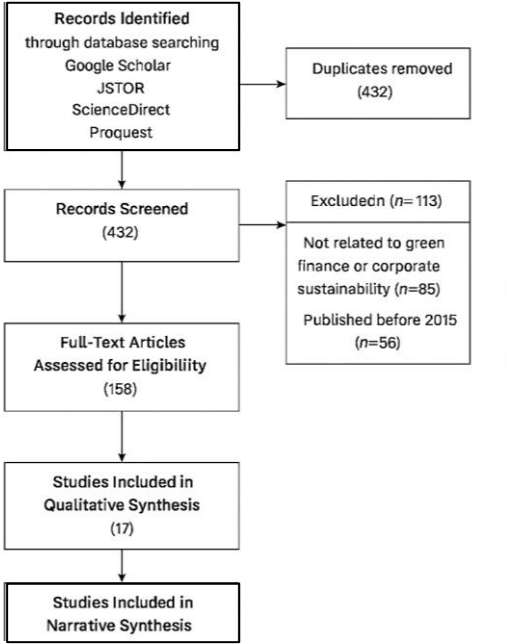 Records Identified
through database searching
Google Scholar
JSTOR
ScienceDirect
Proquest
Duplicates removed
(432)
Records Screened
(432)
Excludedn (n=113)
Not related to green
finance or corporate
sustainability (n=85)
Published before 2015
(n=56)
Full-Text Articles
Assessed for Eligibiliity
(158)
Studies Included in
Qualitative Synthesis
(17)
Studies Included in
Narrative Synthesis